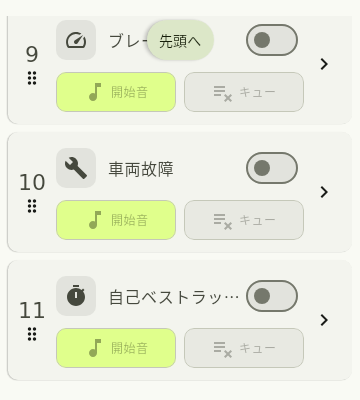 9
ブレー
先頭へ
開始音
キュー
10
車両故障
開始音
キュー
11
自己ベストラッ…
開始音
キュー